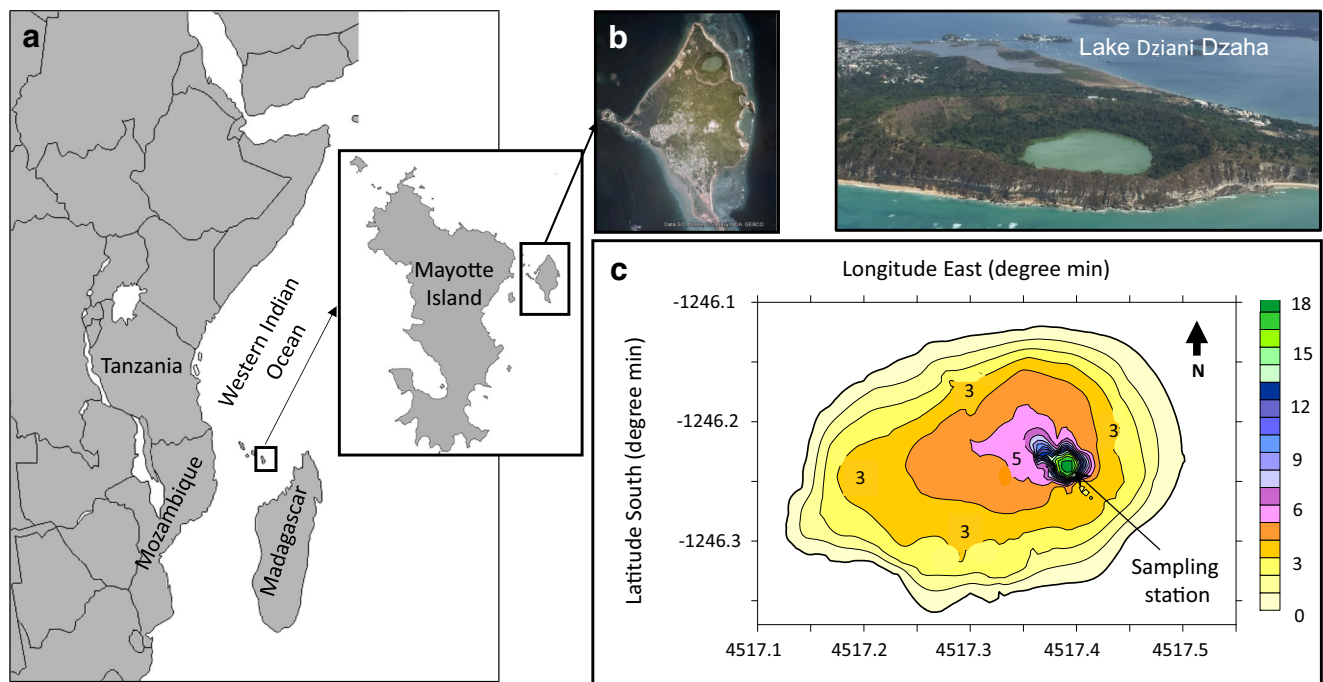 a
Tanzania
Mozambique
Madagascar
Western Indian
Ocean
Mayotte
Island
b
Lake Dziani Dzaha
c
Longitude East (degree min)
Latitude South (degree min)
-1246.1
-1246.2
-1246.3
4517.1
4517.2
4517.3
4517.4
4517.5
3
3
3
5
3
N
Sampling
station
18
15
12
9
6
3
0